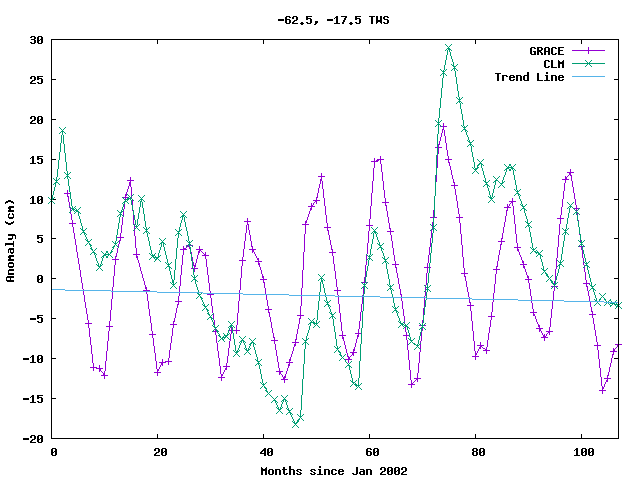 -62.5, -17.5 TWS
GRACE
CLM
Trend Line
30
25
20
15
10
5
0
-5
-10
-15
-20
Anomaly (cm)
0 20 40 60 80 100
Months since Jan 2002